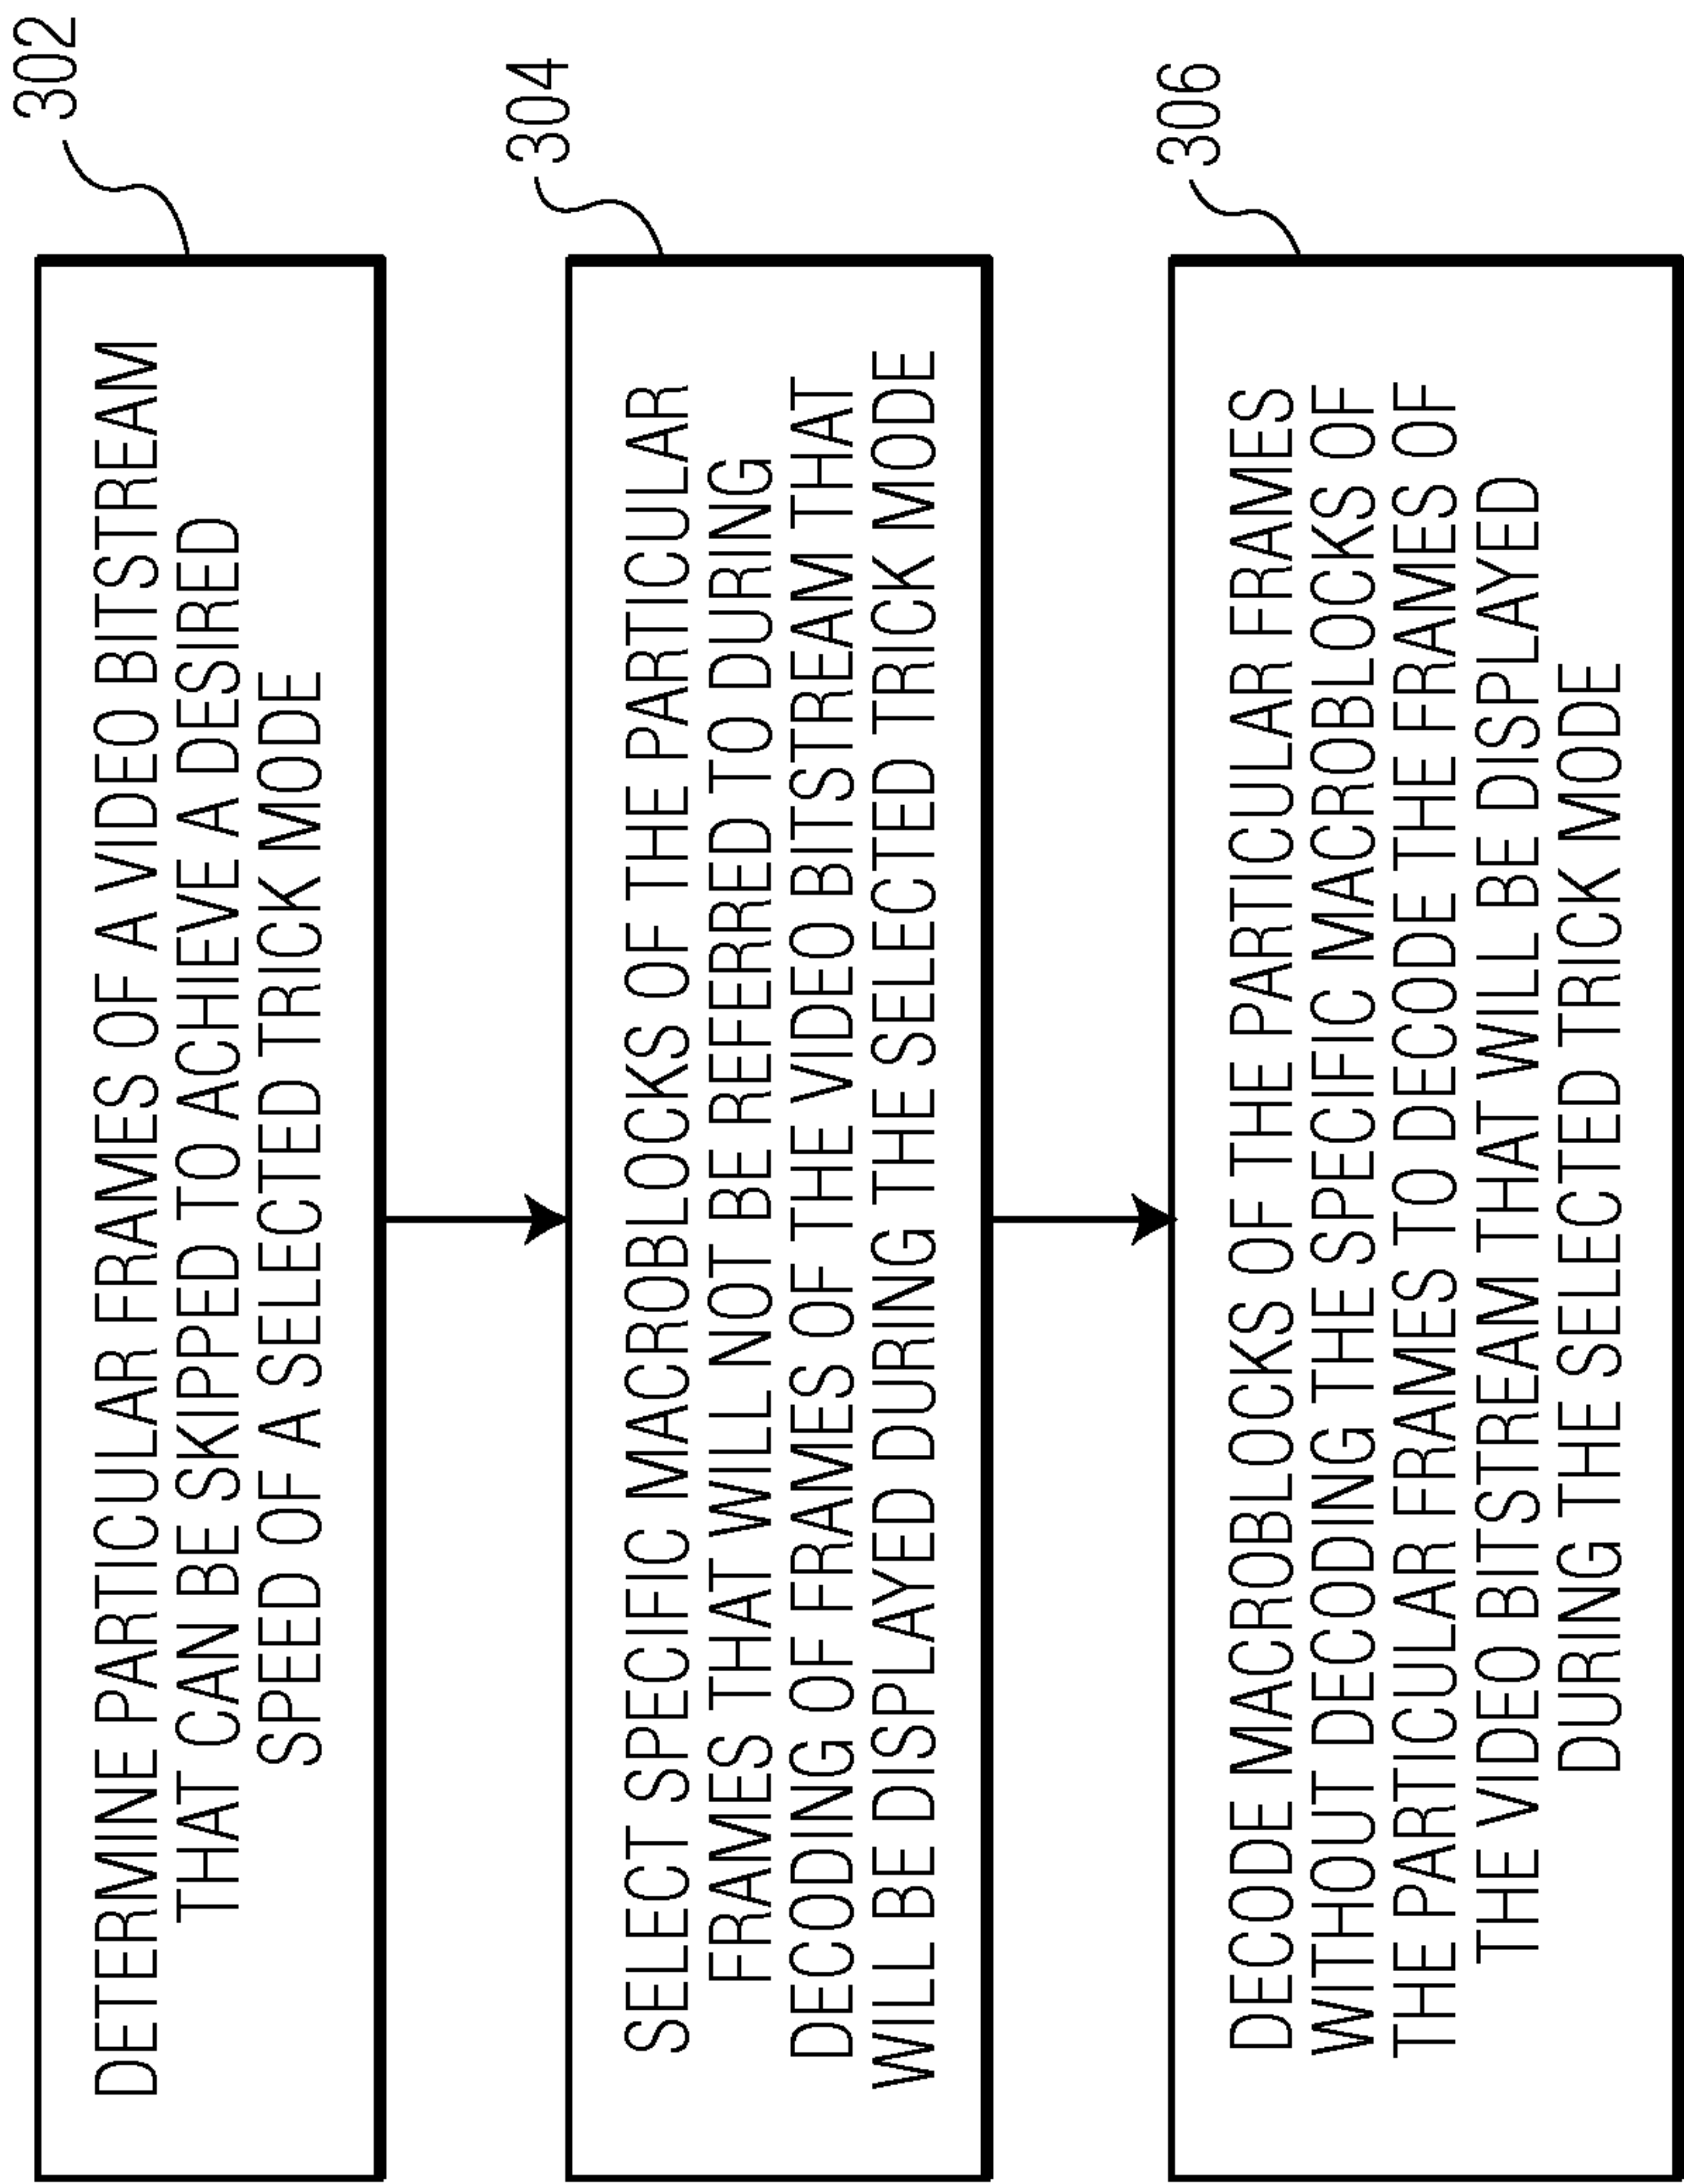 302
DETERMINE PARTICULAR FRAMES OF A VIDEO BITSTREAM
THAT CAN BE SKIPPED TO ACHIEVE A DESIRED
SPEED OF A SELECTED TRICK MODE
304
SELECT SPECIFIC MACROBLOCKS OF THE PARTICULAR
FRAMES THAT WILL NOT BE REFERRED TO DURING
DECODING OF FRAMES OF THE VIDEO BITSTREAM THAT
WILL BE DISPLAYED DURING THE SELECTED TRICK MODE
306
DECODE MACROBLOCKS OF THE PARTICULAR FRAMES
WITHOUT DECODING THE SPECIFIC MACROBLOCKS OF
THE PARTICULAR FRAMES TO DECODE THE FRAMES OF
THE VIDEO BITSTREAM THAT WILL BE DISPLAYED
DURING THE SELECTED TRICK MODE